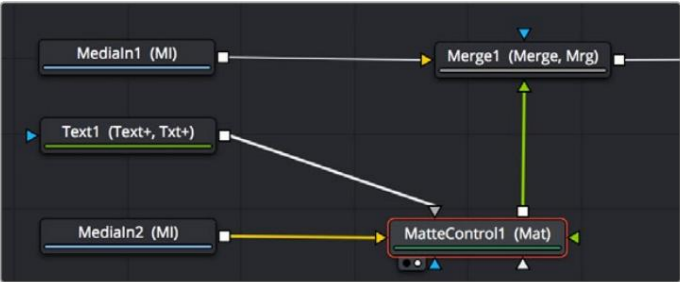 MediaIn1 (MI)
Merge1 (Merge, Mrg)
Text1 (Text+, Txt+)
MediaIn2 (MI)
MatteControl1 (Mat)